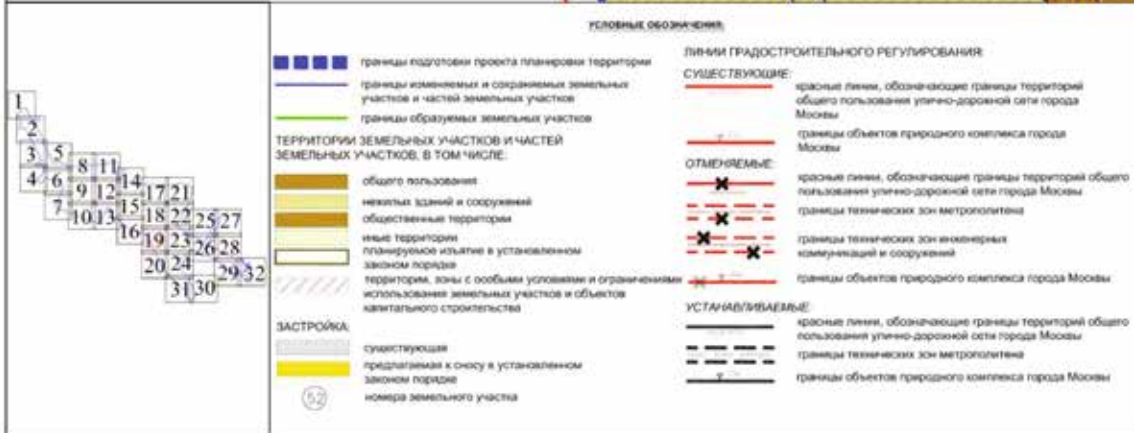 УСЛОВНЫЕ ОБОЗНАЧЕНИЯ:
1
2
3 5
8 11
4 6
14
9 12
17 21
7
15
10 13
18 22
25 27
16
19 23
26 28
20 24
29 32
31 30
границы подготовки проекта планировки территории
границы изменяемых и сохраняемых земельных
участков и частей земельных участков
границы образуемых земельных участков
ТЕРРИТОРИИ ЗЕМЕЛЬНЫХ УЧАСТКОВ И ЧАСТЕЙ
ЗЕМЕЛЬНЫХ УЧАСТКОВ, В ТОМ ЧИСЛЕ:
общего пользования
нежилых зданий и сооружений
общественные территории
иные территории
планируемое изъятие в установленном
законом порядке
территории, зоны с особыми условиями и ограничениями
использования земельных участков и объектов
капитального строительства
ЗАСТРОЙКА:
существующая
предлагаемая к сносу в установленном
законом порядке
52 номера земельного участка
ЛИНИИ ГРАДОСТРОИТЕЛЬНОГО РЕГУЛИРОВАНИЯ:
СУЩЕСТВУЮЩИЕ:
красные линии, обозначающие границы территорий
общего пользования улично-дорожной сети города
Москвы
границы объектов природного комплекса города
Москвы
ОТМЕНЯЕМЫЕ:
красные линии, обозначающие границы территорий общего
пользования улично-дорожной сети города Москвы
границы технических зон метрополитена
границы технических зон инженерных
коммуникаций и сооружений
границы объектов природного комплекса города Москвы
УСТАНАВЛИВАЕМЫЕ:
красные линии, обозначающие границы территорий общего
пользования улично-дорожной сети города Москвы
границы технических зон метрополитена
границы объектов природного комплекса города Москвы